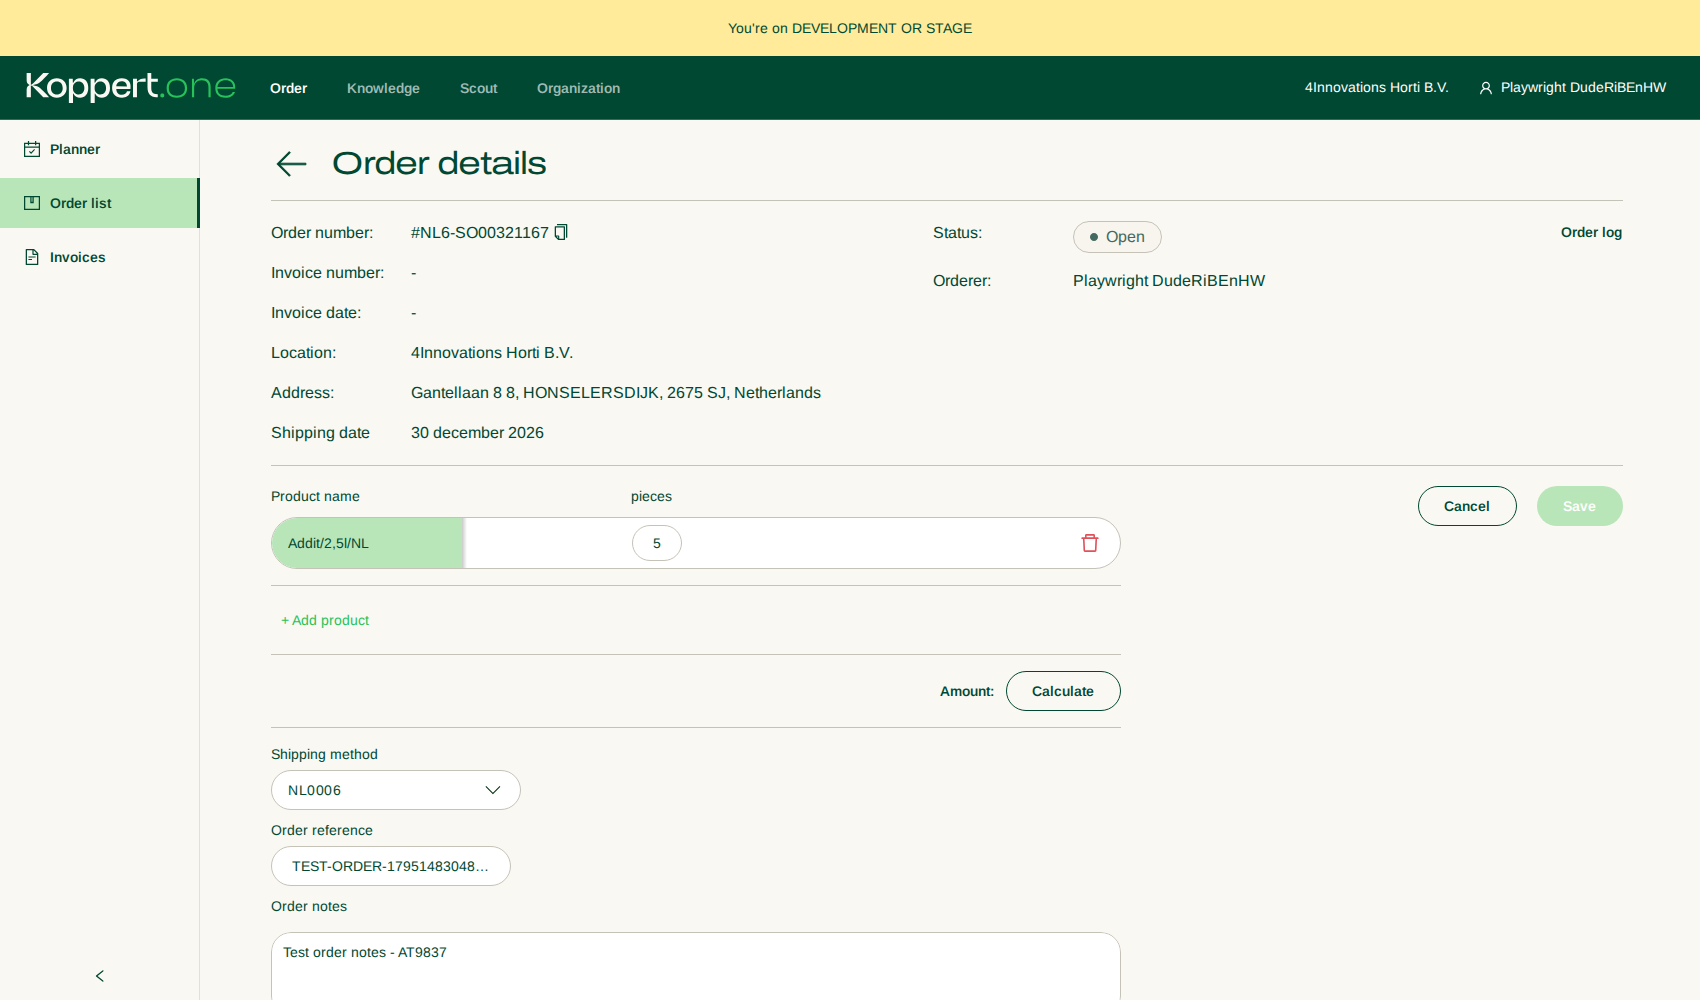 You're on DEVELOPMENT OR STAGE
Koppert.one
Order
Knowledge
Scout
Organization
4Innovations Horti B.V.
Playwright DudeRiBEnHW
Planner
Order list
Invoices
Order details
Order number: #NL6-SO00321167
Invoice number: -
Invoice date: -
Location: 4Innovations Horti B.V.
Address: Gantellaan 8 8, HONSELERSDIJK, 2675 SJ, Netherlands
Shipping date 30 december 2026
Status: Open
Orderer: Playwright DudeRiBEnHW
Order log
Product name pieces
Addit/2,5l/NL 5
Cancel
Save
+ Add product
Amount: Calculate
Shipping method
NL0006
Order reference
TEST-ORDER-17951483048...
Order notes
Test order notes - AT9837